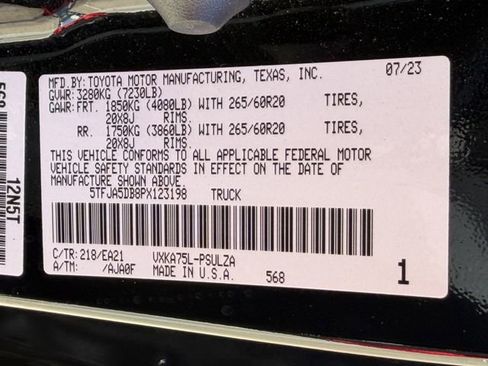 MFD.BY:TOYOTA MOTOR MANUFACTURING, TEXAS, INC. 07/23
GVWR:3280KG (7230LB)
GAWR:FRT. 1850KG (4080LB) WITH 265/60R20 TIRES,
20X8J RIMS.
RR. 1750KG (3860LB) WITH 265/60R20 TIRES,
20X8J RIMS.
THIS VEHICLE CONFORMS TO ALL APPLICABLE FEDERAL MOTOR
VEHICLE SAFETY STANDARDS IN EFFECT ON THE DATE OF
MANUFACTURE SHOWN ABOVE.
5TFJA5DB8PX123198 TRUCK
C/TR:218/EA21 VXKA75L-PSULZA
A/TM: /AJA0F MADE IN U.S.A. 568 1
12N5T